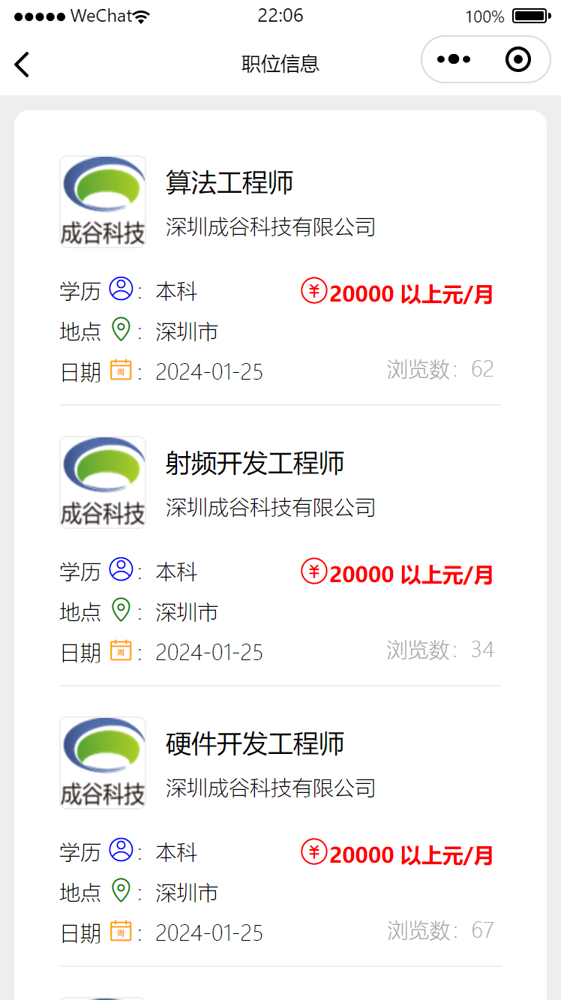 WeChat 22:06 100%
职位信息
算法工程师
深圳成谷科技有限公司
成谷科技
学历 : 本科 ¥20000 以上元/月
地点 : 深圳市
日期 周 : 2024-01-25 浏览数：62
射频开发工程师
深圳成谷科技有限公司
成谷科技
学历 : 本科 ¥20000 以上元/月
地点 : 深圳市
日期 周 : 2024-01-25 浏览数：34
硬件开发工程师
深圳成谷科技有限公司
成谷科技
学历 : 本科 ¥20000 以上元/月
地点 : 深圳市
日期 周 : 2024-01-25 浏览数：67